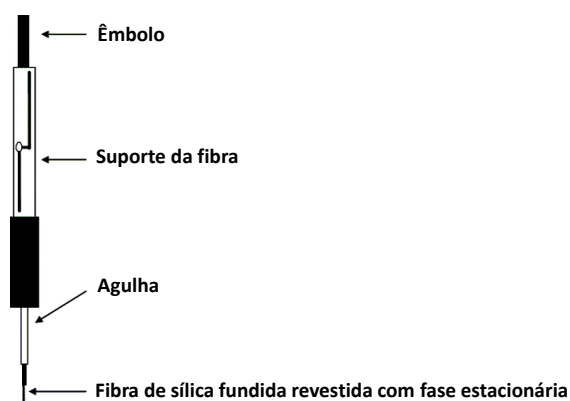 Êmbolo
Suporte da fibra
Agulha
Fibra de sílica fundida revestida com fase estacionária